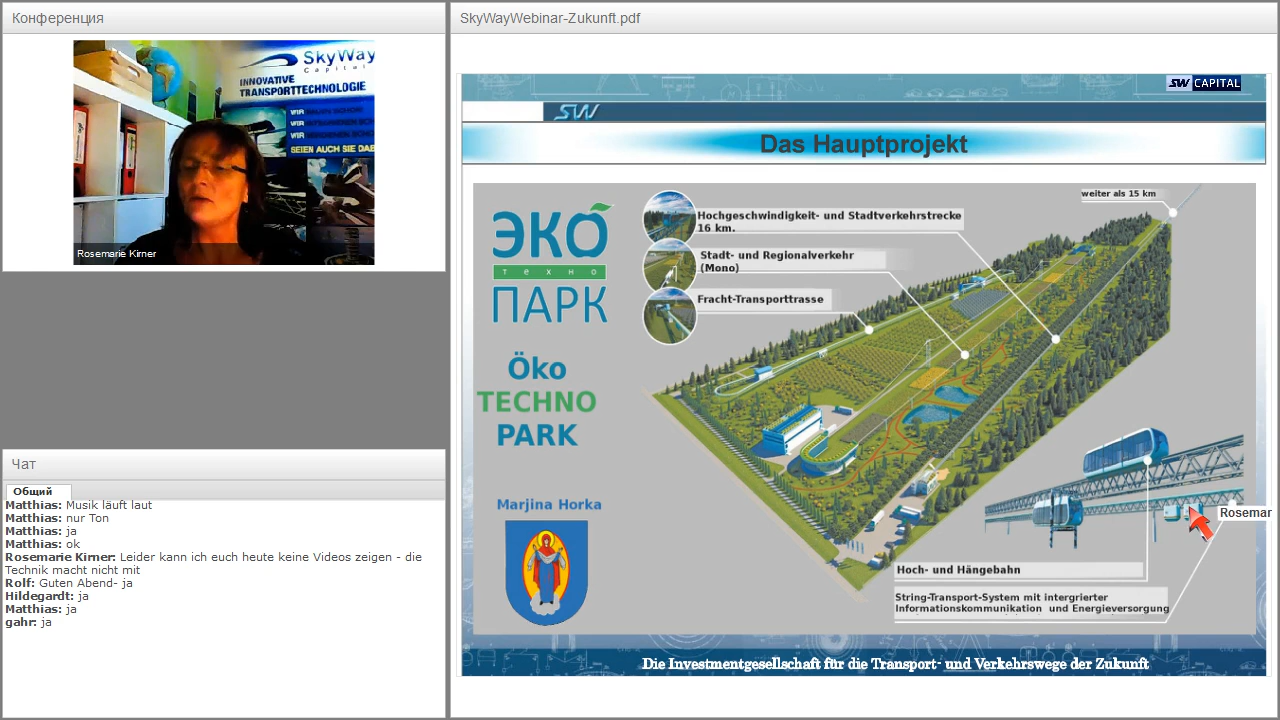 Конференция
SkyWay
Capital
INNOVATIVE
TRANSPORTTECHNOLOGIE
WIR
WIR
WIR
SEIEN AUCH SIE DAB
Rosemarie Kirner
Чат
Общий
Matthias: Musik läuft laut
Matthias: nur Ton
Matthias: ja
Matthias: ok
Rosemarie Kirner: Leider kann ich euch heute keine Videos zeigen - die
Technik macht nicht mit
Rolf: Guten Abend- ja
Hildegardt: ja
Matthias: ja
gahr: ja
SkyWayWebinar-Zukunft.pdf
SW CAPITAL
SW
Das Hauptprojekt
ЭКО
техно
ПАРК
Öko
TECHNO
PARK
Marjina Horka
Hochgeschwindigkeit- und Stadtverkehrstrecke
16 km.
Stadt- und Regionalverkehr
(Mono)
Fracht-Transporttrasse
weiter als 15 km
Rosemar
Hoch- und Hängebahn
String-Transport-System mit intergrierter
Informationskommunikation und Energieversorgung
Die Investmentgesellschaft für die Transport- und Verkehrswege der Zukunft